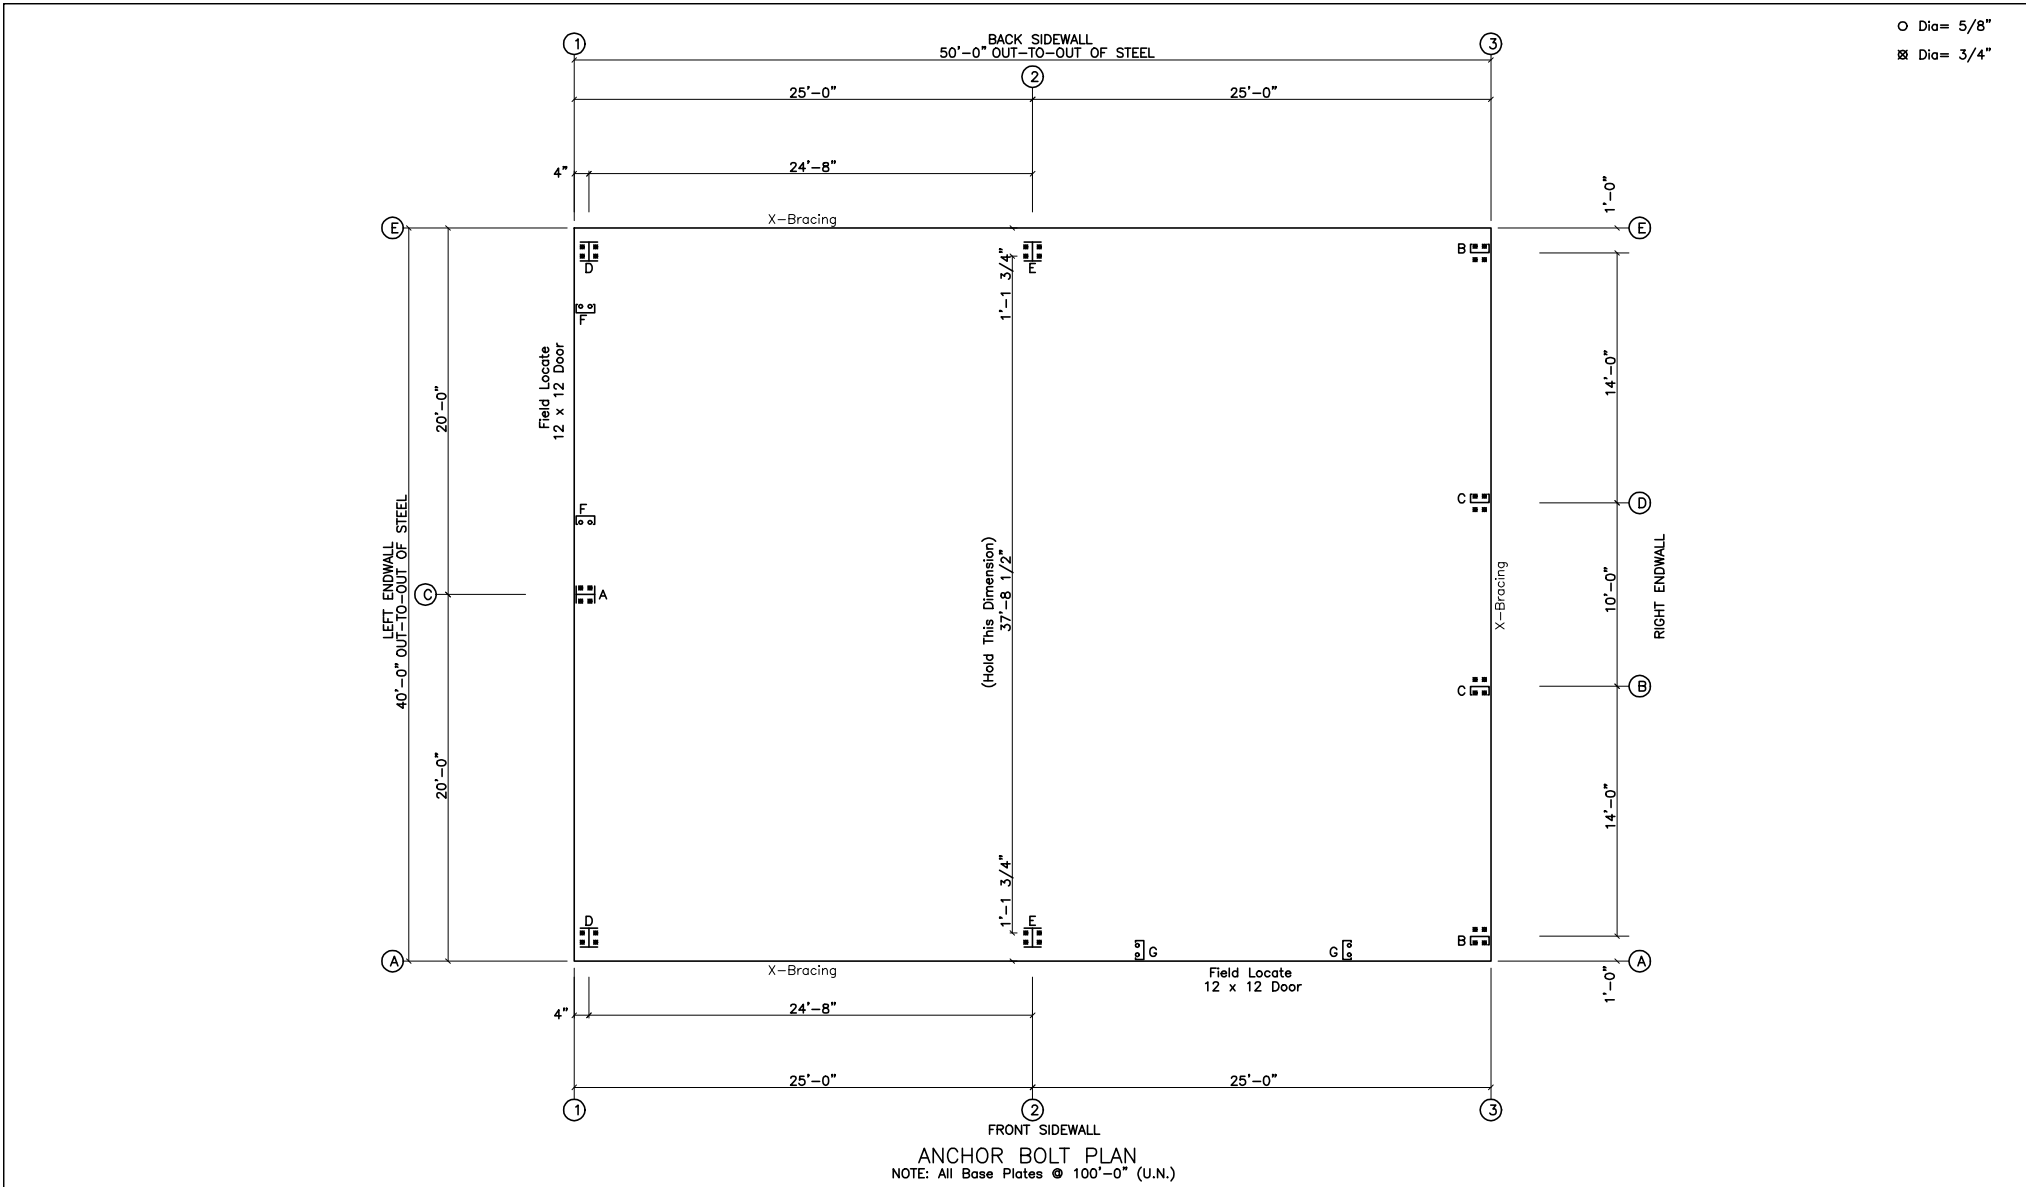 Dia= 5/8"
Dia= 3/4"
1
BACK SIDEWALL
3
50'-0" OUT-TO-OUT OF STEEL
2
25'-0"
25'-0"
4"
24'-8"
X-Bracing
E
1'-0"
E
D
1'-1 3/4"
E
B
F
Field Locate
12 x 12 Door
20'-0"
14'-0"
C
D
F
LEFT ENDWALL
40'-0" OUT-TO-OUT OF STEEL
C
A
(Hold This Dimension)
37'-8 1/2"
X-Bracing
10'-0"
RIGHT ENDWALL
C
B
20'-0"
14'-0"
1'-1 3/4"
D
E
G
G
B
A
X-Bracing
Field Locate
12 x 12 Door
A
1'-0"
4"
24'-8"
25'-0"
25'-0"
1
2
3
FRONT SIDEWALL
ANCHOR BOLT PLAN
NOTE: All Base Plates @ 100'-0" (U.N.)